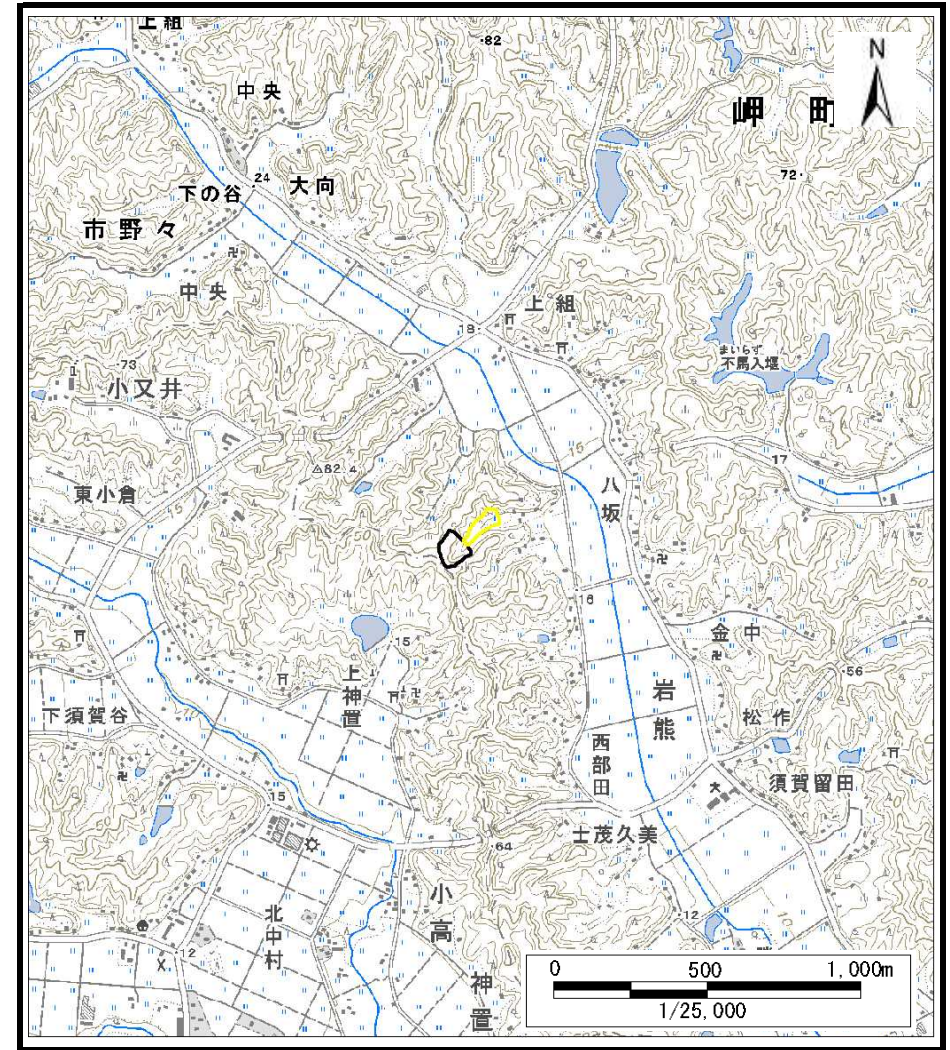 上組
82
中央
N
岬町
24
下の谷
大向
72
市野々
中央
上組
18
まいらず
不馬入堰
73
小又井
15
82.4
17
東小倉
15
八坂
16
15
金中
56
上神置
岩熊
松作
下須賀谷
西部田
須賀留田
15
士茂久美
64
小高
12
北中村
12
10
神置
0 500 1,000m
1/25,000